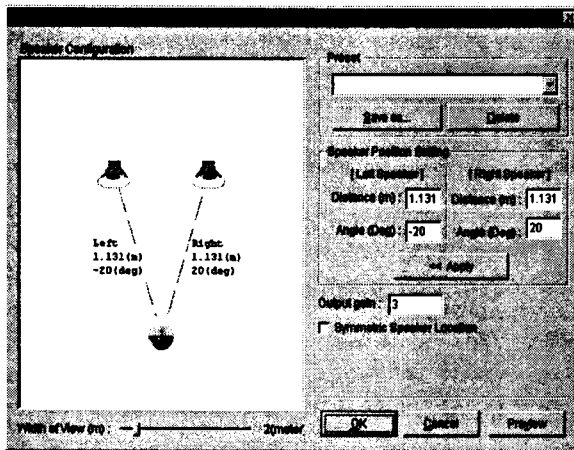 Speaker Configuration
Left
1.131(m)
-20(deg)
Right
1.131(m)
20(deg)
Width of View (m) :
2(meter)
Preset
Save as...
Delete
Speaker Position Setting
[ Left Speaker ]
[ Right Speaker ]
Distance (m) : 1.131
Distance (m) : 1.131
Angle (Deg) : -20
Angle (Deg) : 20
<< Apply
Output gain : 3
Symmetric Speaker Location
OK
Cancel
Preview